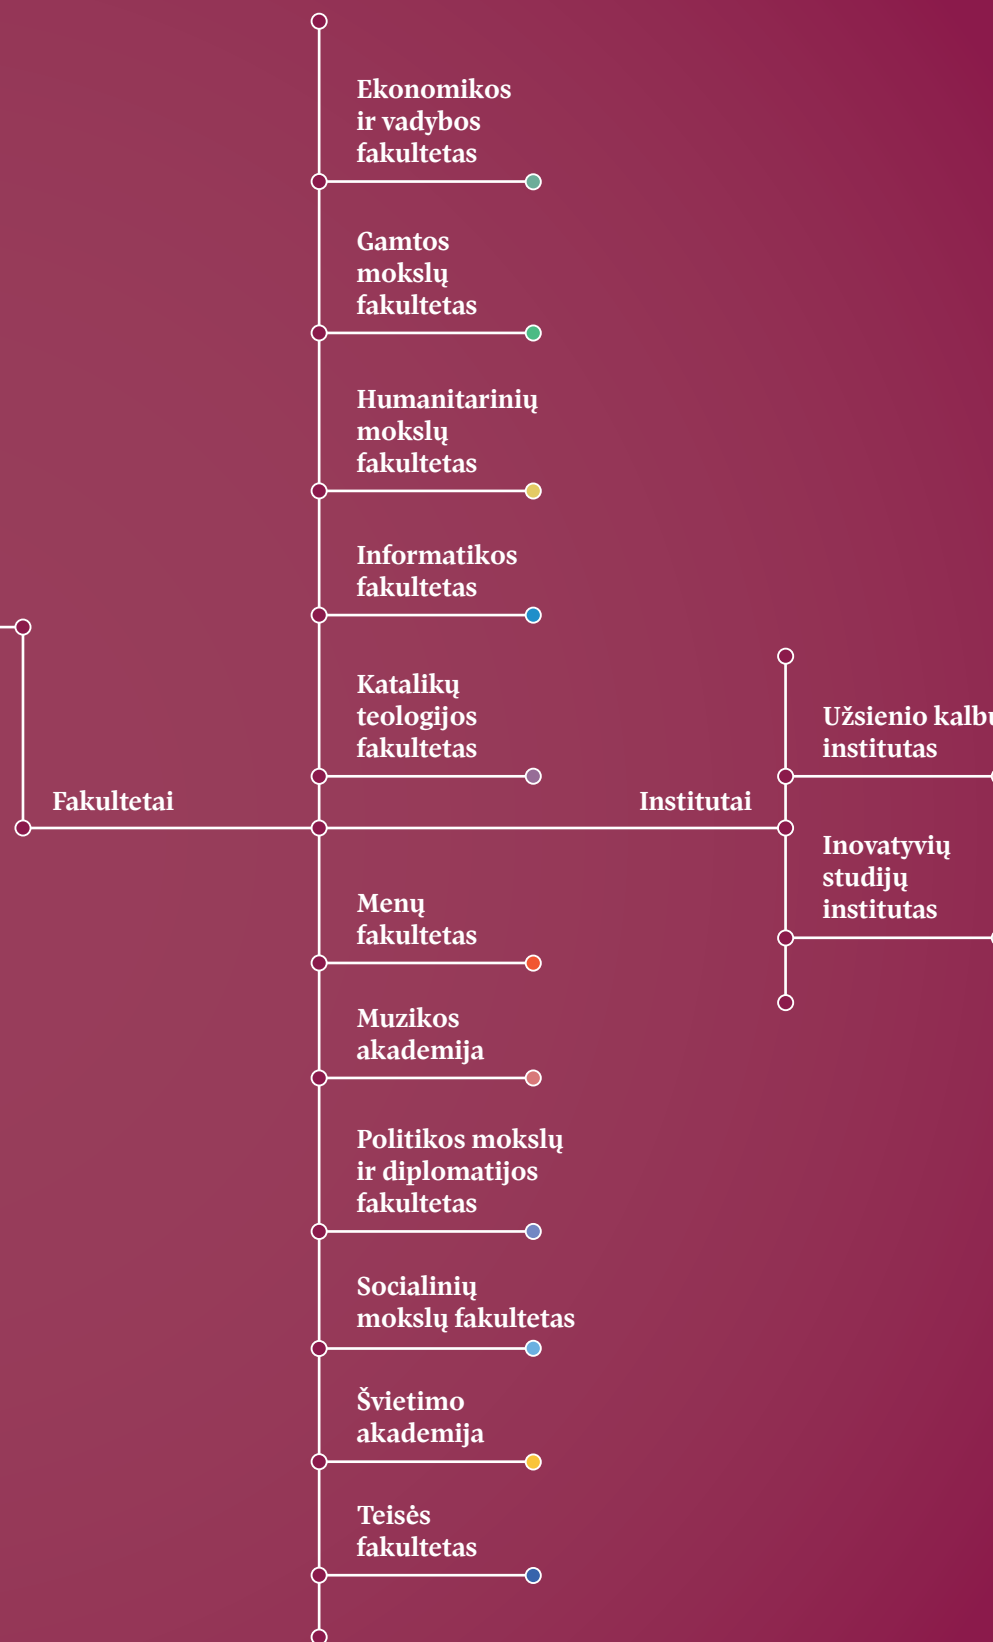 Ekonomikos
ir vadybos
fakultetas
Gamtos
mokslų
fakultetas
Humanitarinių
mokslų
fakultetas
Informatikos
fakultetas
Katalikų
teologijos
fakultetas
Fakultetai
Menų
fakultetas
Muzikos
akademija
Politikos mokslų
ir diplomatijos
fakultetas
Socialinių
mokslų fakultetas
Švietimo
akademija
Teisės
fakultetas
Institutai
Užsienio
institutas
Inovatyvių
studijų
institutas